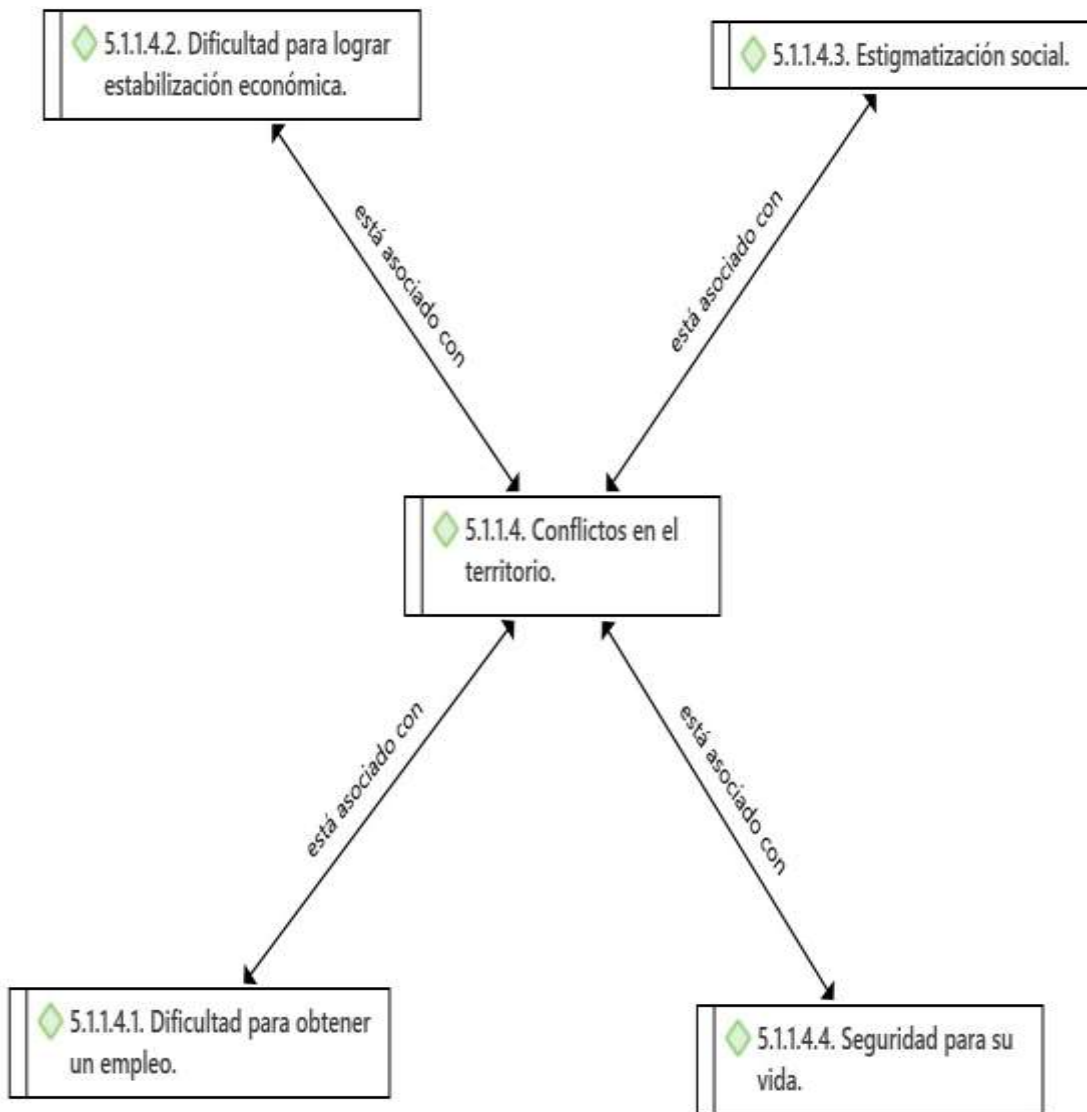 5.1.1.4.2. Dificultad para lograr
estabilización económica.
5.1.1.4.3. Estigmatización social.
está asociado con
está asociado con
5.1.1.4. Conflictos en el
territorio.
está asociado con
está asociado con
5.1.1.4.1. Dificultad para obtener
un empleo.
5.1.1.4.4. Seguridad para su
vida.